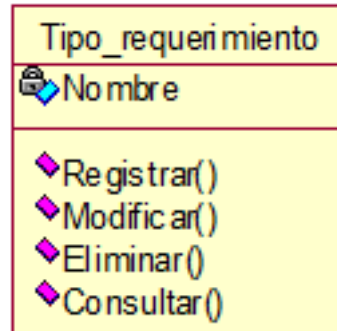 Tipo_requerimiento
Nombre
Registrar()
Modificar()
Eliminar()
Consultar()